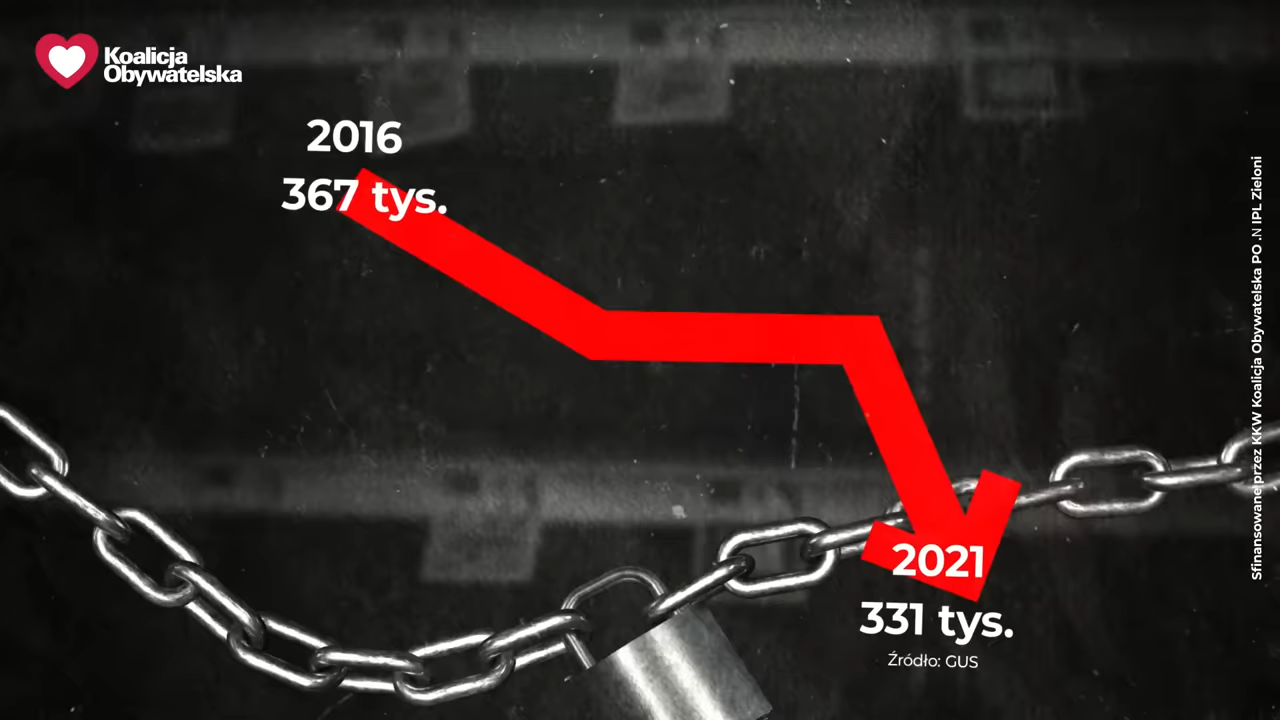 Koalicja
Obywatelska
2016
367 tys.
2021
331 tys.
Źródło: GUS
Sfinansowane przez KKW Koalicja Obywatelska PO .N IPL Zieloni